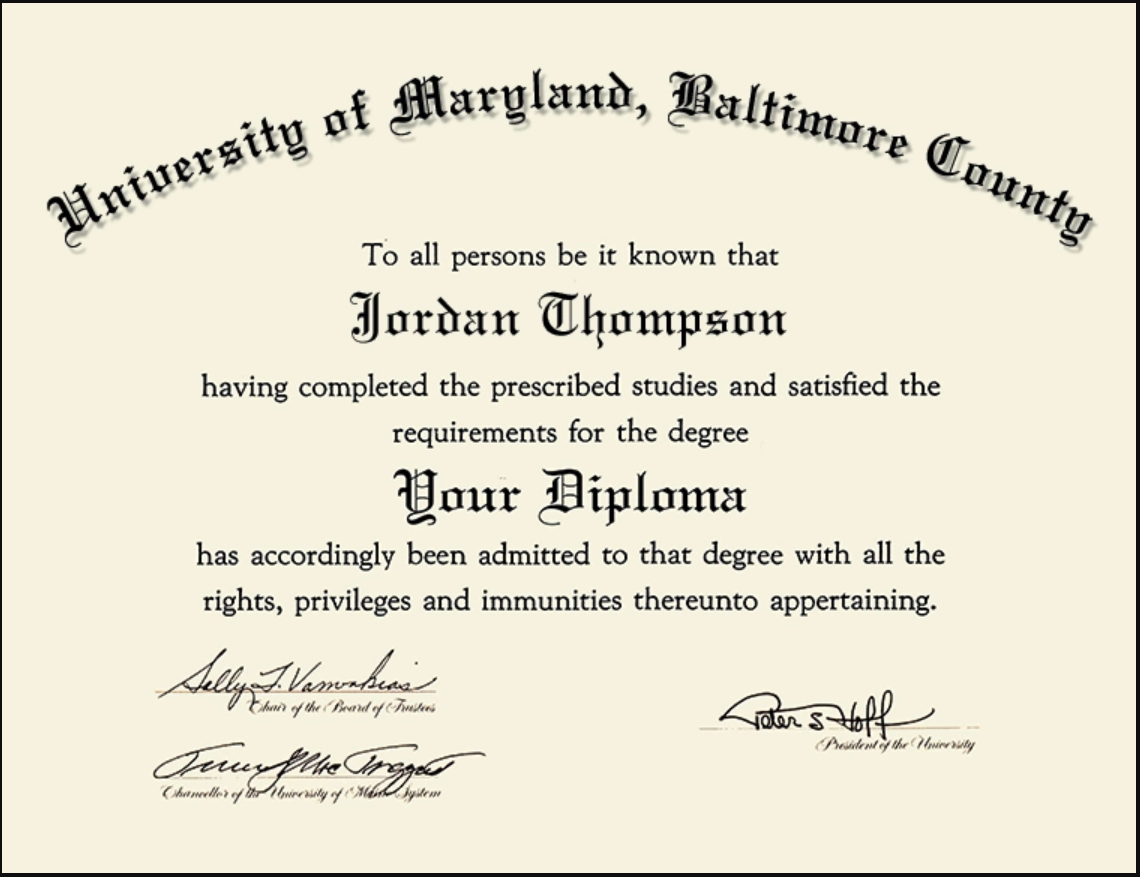 University of Maryland, Baltimore County
To all persons be it known that
Jordan Thompson
having completed the prescribed studies and satisfied the
requirements for the degree
Your Diploma
has accordingly been admitted to that degree with all the
rights, privileges and immunities thereunto appertaining.
Sally J. Vamvakias
Chair of the Board of Trustees
Peter S Hoff
President of the University
Chancellor of the University of Maine System